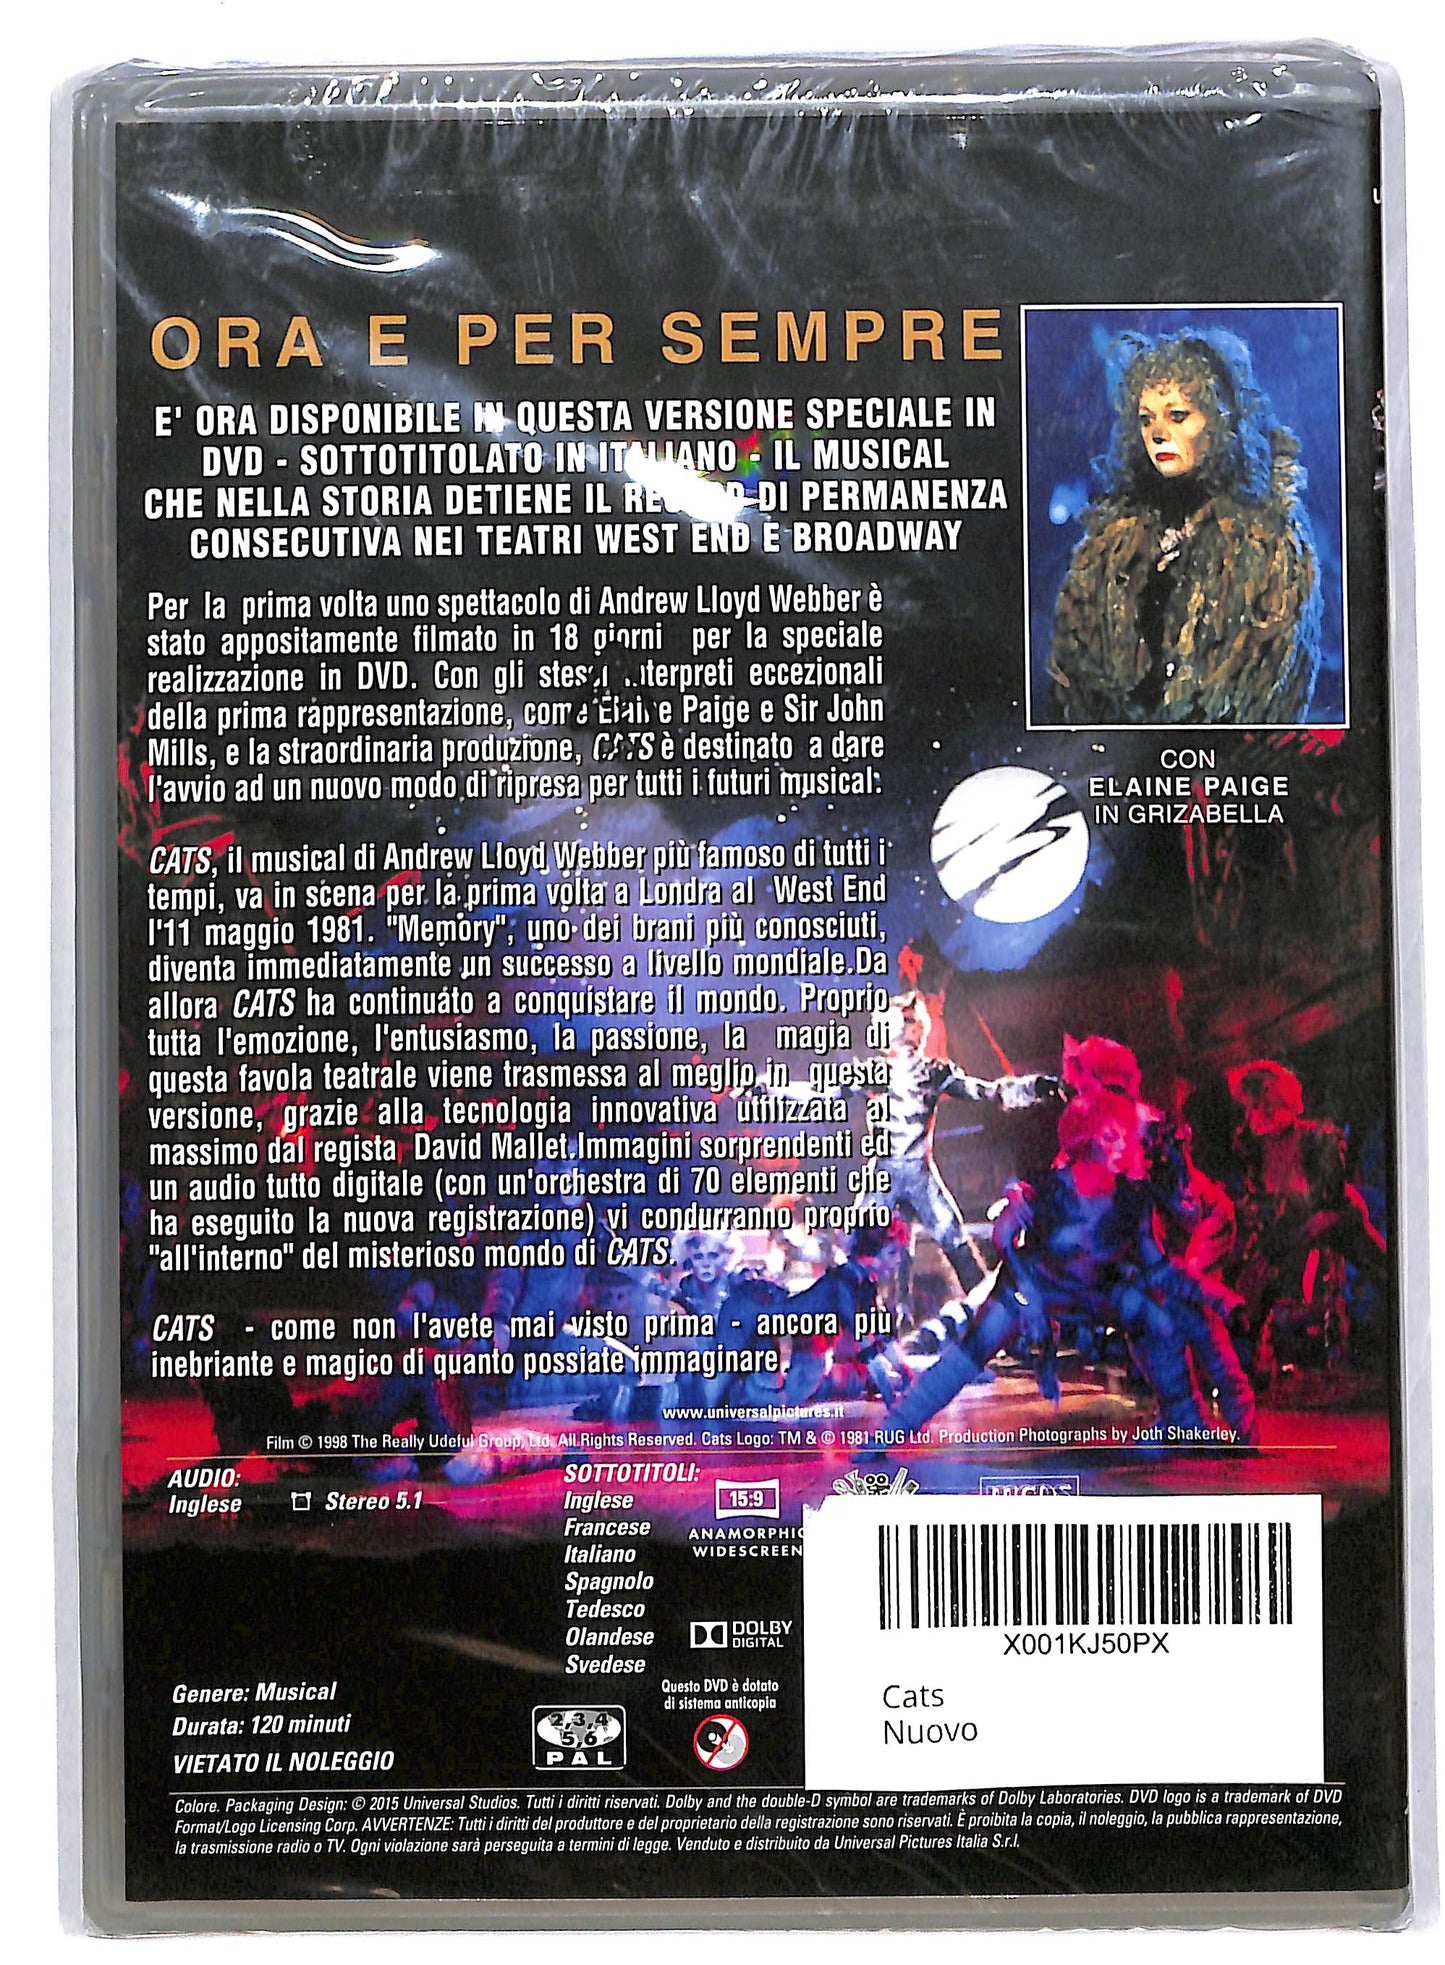 ORA E PER SEMPRE
E' ORA DISPONIBILE IN QUESTA VERSIONE SPECIALE IN
DVD - SOTTOTITOLATO IN ITALIANO - IL MUSICAL
CHE NELLA STORIA DETIENE IL RECORD DI PERMANENZA
CONSECUTIVA NEI TEATRI WEST END E BROADWAY
Per la prima volta uno spettacolo di Andrew Lloyd Webber è
stato appositamente filmato in 18 giorni per la speciale
realizzazione in DVD. Con gli stessi interpreti eccezionali
della prima rappresentazione, come Elaine Paige e Sir John
Mills, e la straordinaria produzione, CATS è destinato a dare
l'avvio ad un nuovo modo di ripresa per tutti i futuri musical.
CATS, il musical di Andrew Lloyd Webber più famoso di tutti i
tempi, va in scena per la prima volta a Londra al West End
l'11 maggio 1981. "Memory", uno dei brani più conosciuti,
diventa immediatamente un successo a livello mondiale.Da
allora CATS ha continuato a conquistare il mondo. Proprio
tutta l'emozione, l'entusiasmo, la passione, la magia di
questa favola teatrale viene trasmessa al meglio in questa
versione, grazie alla tecnologia innovativa utilizzata al
massimo dal regista David Mallet.Immagini sorprendenti ed
un audio tutto digitale (con un'orchestra di 70 elementi che
ha eseguito la nuova registrazione) vi condurranno proprio
"all'interno" del misterioso mondo di CATS.
CATS - come non l'avete mai visto prima - ancora più
inebriante e magico di quanto possiate immaginare.
CON
ELAINE PAIGE
IN GRIZABELLA
www.universalpictures.it
Film © 1998 The Really Udeful Group, Ltd. All Rights Reserved. Cats Logo: TM & © 1981 RUG Ltd. Production Photographs by Joth Shakerley.
AUDIO:
Inglese Stereo 5.1
SOTTOTITOLI:
Inglese
Francese
Italiano
Spagnolo
Tedesco
Olandese
Svedese
15:9
ANAMORPHIC
WIDESCREEN
DOLBY
DIGITAL
Questo DVD è dotato
di sistema anticopia
Genere: Musical
Durata: 120 minuti
VIETATO IL NOLEGGIO
2,3,4
5,6
PAL
X001KJ50PX
Cats
Nuovo
Colore. Packaging Design: © 2015 Universal Studios. Tutti i diritti riservati. Dolby and the double-D symbol are trademarks of Dolby Laboratories. DVD logo is a trademark of DVD
Format/Logo Licensing Corp. AVVERTENZE: Tutti i diritti del produttore e del proprietario della registrazione sono riservati. È proibita la copia, il noleggio, la pubblica rappresentazione,
la trasmissione radio o TV. Ogni violazione sarà perseguita a termini di legge. Venduto e distribuito da Universal Pictures Italia S.r.l.